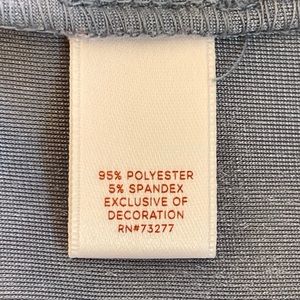 95% POLYESTER
5% SPANDEX
EXCLUSIVE OF
DECORATION
RN#73277